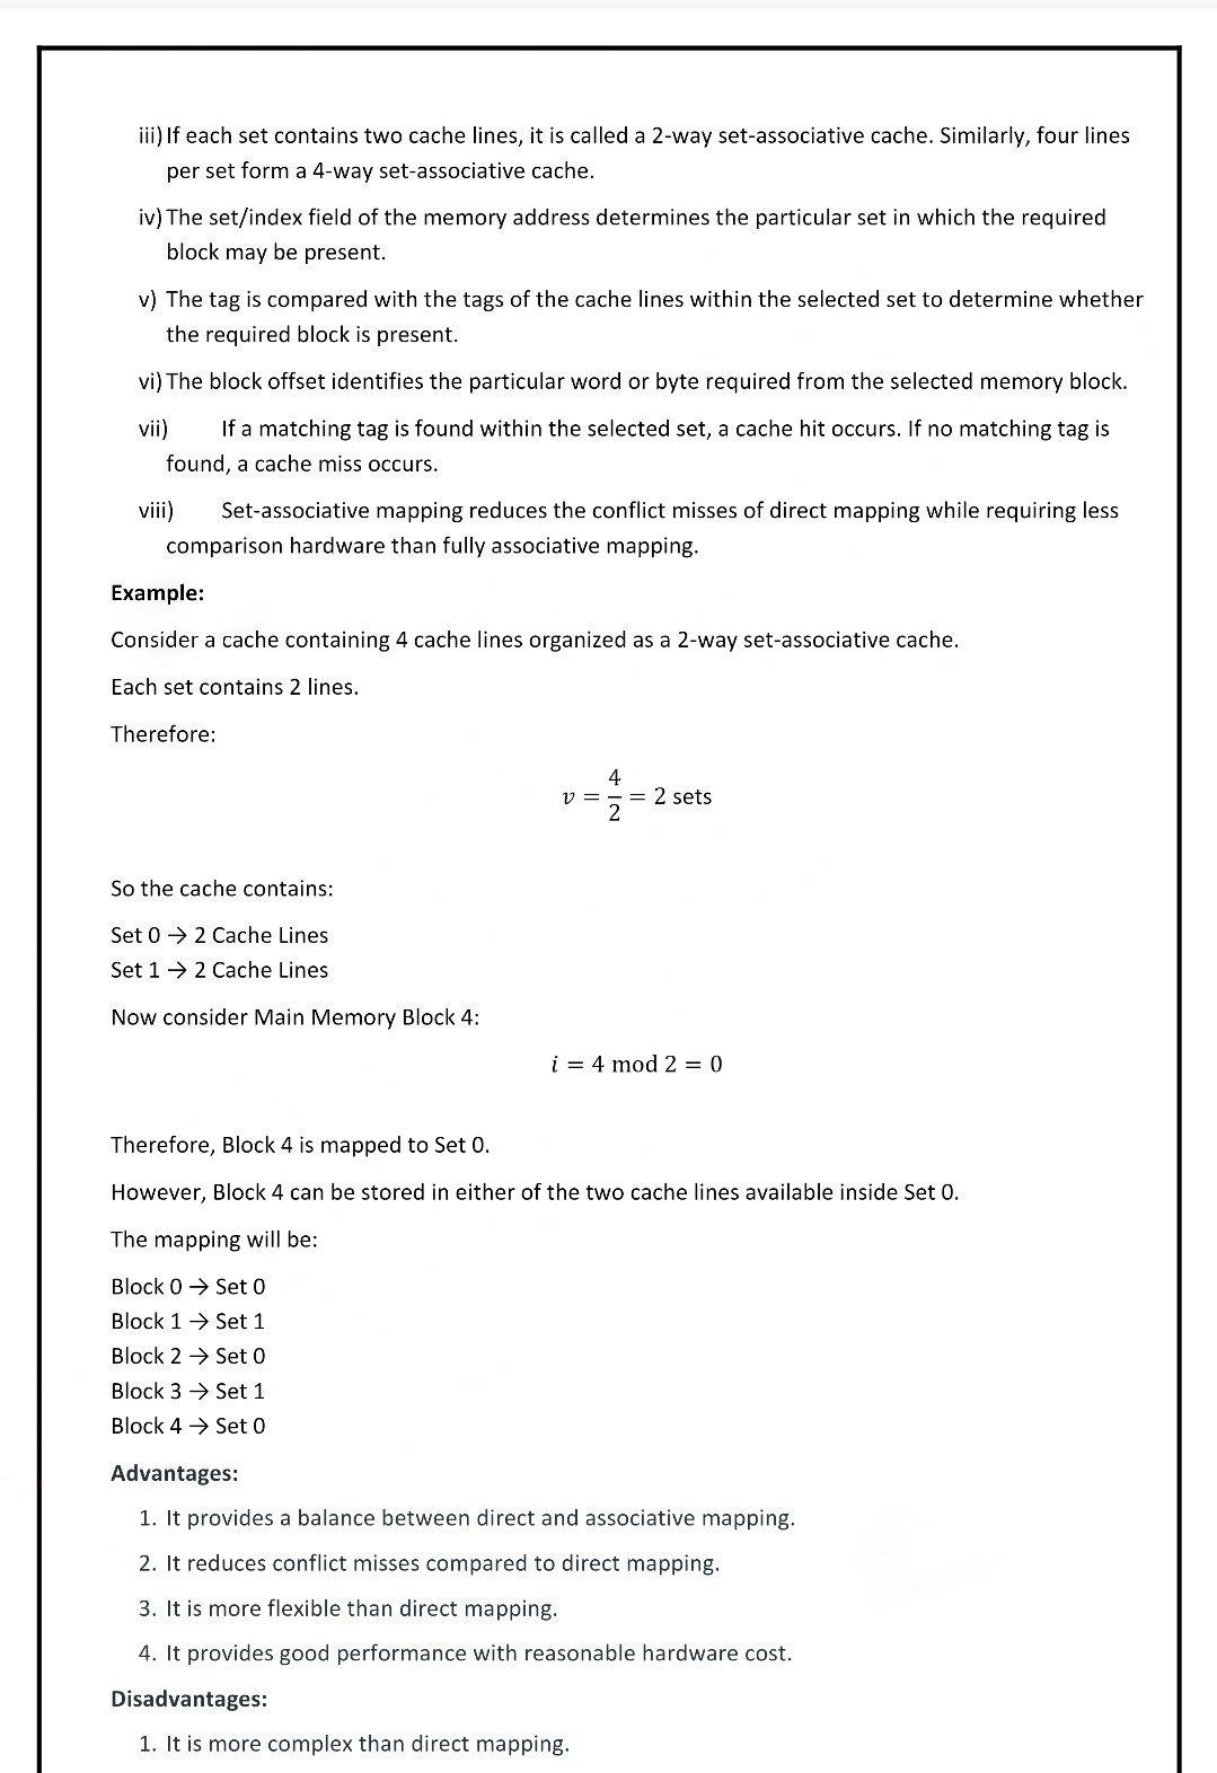 iii) If each set contains two cache lines, it is called a 2-way set-associative cache. Similarly, four lines
per set form a 4-way set-associative cache.
iv) The set/index field of the memory address determines the particular set in which the required
block may be present.
v) The tag is compared with the tags of the cache lines within the selected set to determine whether
the required block is present.
vi) The block offset identifies the particular word or byte required from the selected memory block.
vii) If a matching tag is found within the selected set, a cache hit occurs. If no matching tag is
found, a cache miss occurs.
viii) Set-associative mapping reduces the conflict misses of direct mapping while requiring less
comparison hardware than fully associative mapping.
Example:
Consider a cache containing 4 cache lines organized as a 2-way set-associative cache.
Each set contains 2 lines.
Therefore:
v = 4/2 = 2 sets
So the cache contains:
Set 0 → 2 Cache Lines
Set 1 → 2 Cache Lines
Now consider Main Memory Block 4:
i = 4 mod 2 = 0
Therefore, Block 4 is mapped to Set 0.
However, Block 4 can be stored in either of the two cache lines available inside Set 0.
The mapping will be:
Block 0 → Set 0
Block 1 → Set 1
Block 2 → Set 0
Block 3 → Set 1
Block 4 → Set 0
Advantages:
1. It provides a balance between direct and associative mapping.
2. It reduces conflict misses compared to direct mapping.
3. It is more flexible than direct mapping.
4. It provides good performance with reasonable hardware cost.
Disadvantages:
1. It is more complex than direct mapping.